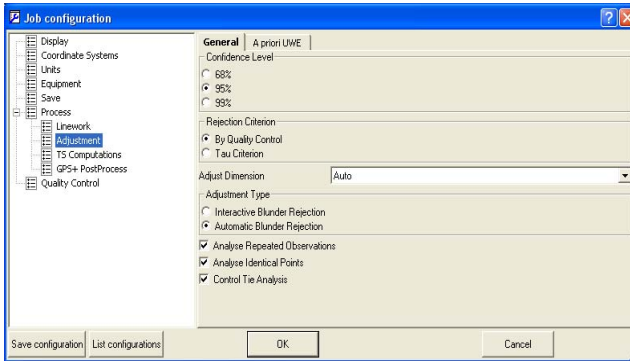 Job configuration
Display
Coordinate Systems
Units
Equipment
Save
Process
Linework
Adjustment
TS Computations
GPS+ PostProcess
Quality Control
General
A priori UWE
Confidence Level
68%
95%
99%
Rejection Criterion
By Quality Control
Tau Criterion
Adjust Dimension
Auto
Adjustment Type
Interactive Blunder Rejection
Automatic Blunder Rejection
Analyse Repeated Observations
Analyse Identical Points
Control Tie Analysis
Save configuration
List configurations
OK
Cancel